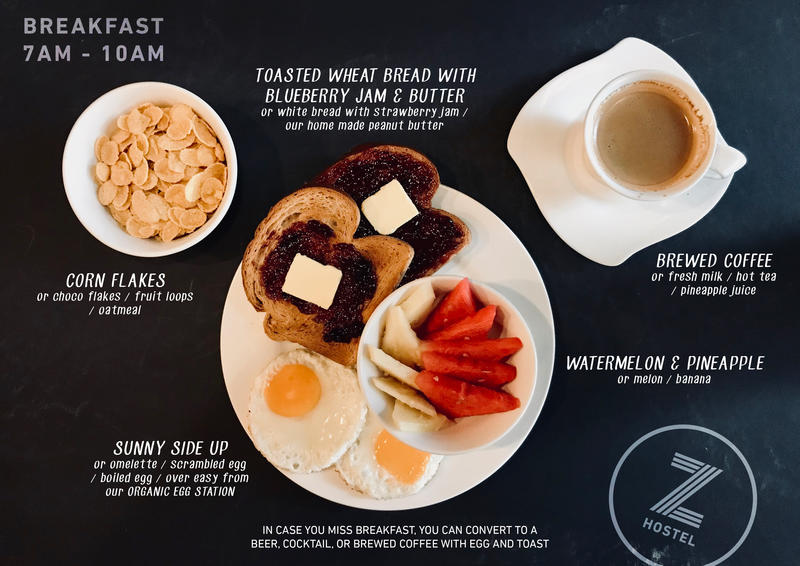 BREAKFAST
7AM - 10AM
TOASTED WHEAT BREAD WITH
BLUEBERRY JAM & BUTTER
or white bread with strawberry jam /
our home made peanut butter
CORN FLAKES
or choco flakes / fruit loops
/ oatmeal
BREWED COFFEE
or fresh milk / hot tea
/ pineapple juice
WATERMELON & PINEAPPLE
or melon / banana
SUNNY SIDE UP
or omelette / scrambled egg
/ boiled egg / over easy from
our ORGANIC EGG STATION
IN CASE YOU MISS BREAKFAST, YOU CAN CONVERT TO A
BEER, COCKTAIL, OR BREWED COFFEE WITH EGG AND TOAST
Z
HOSTEL